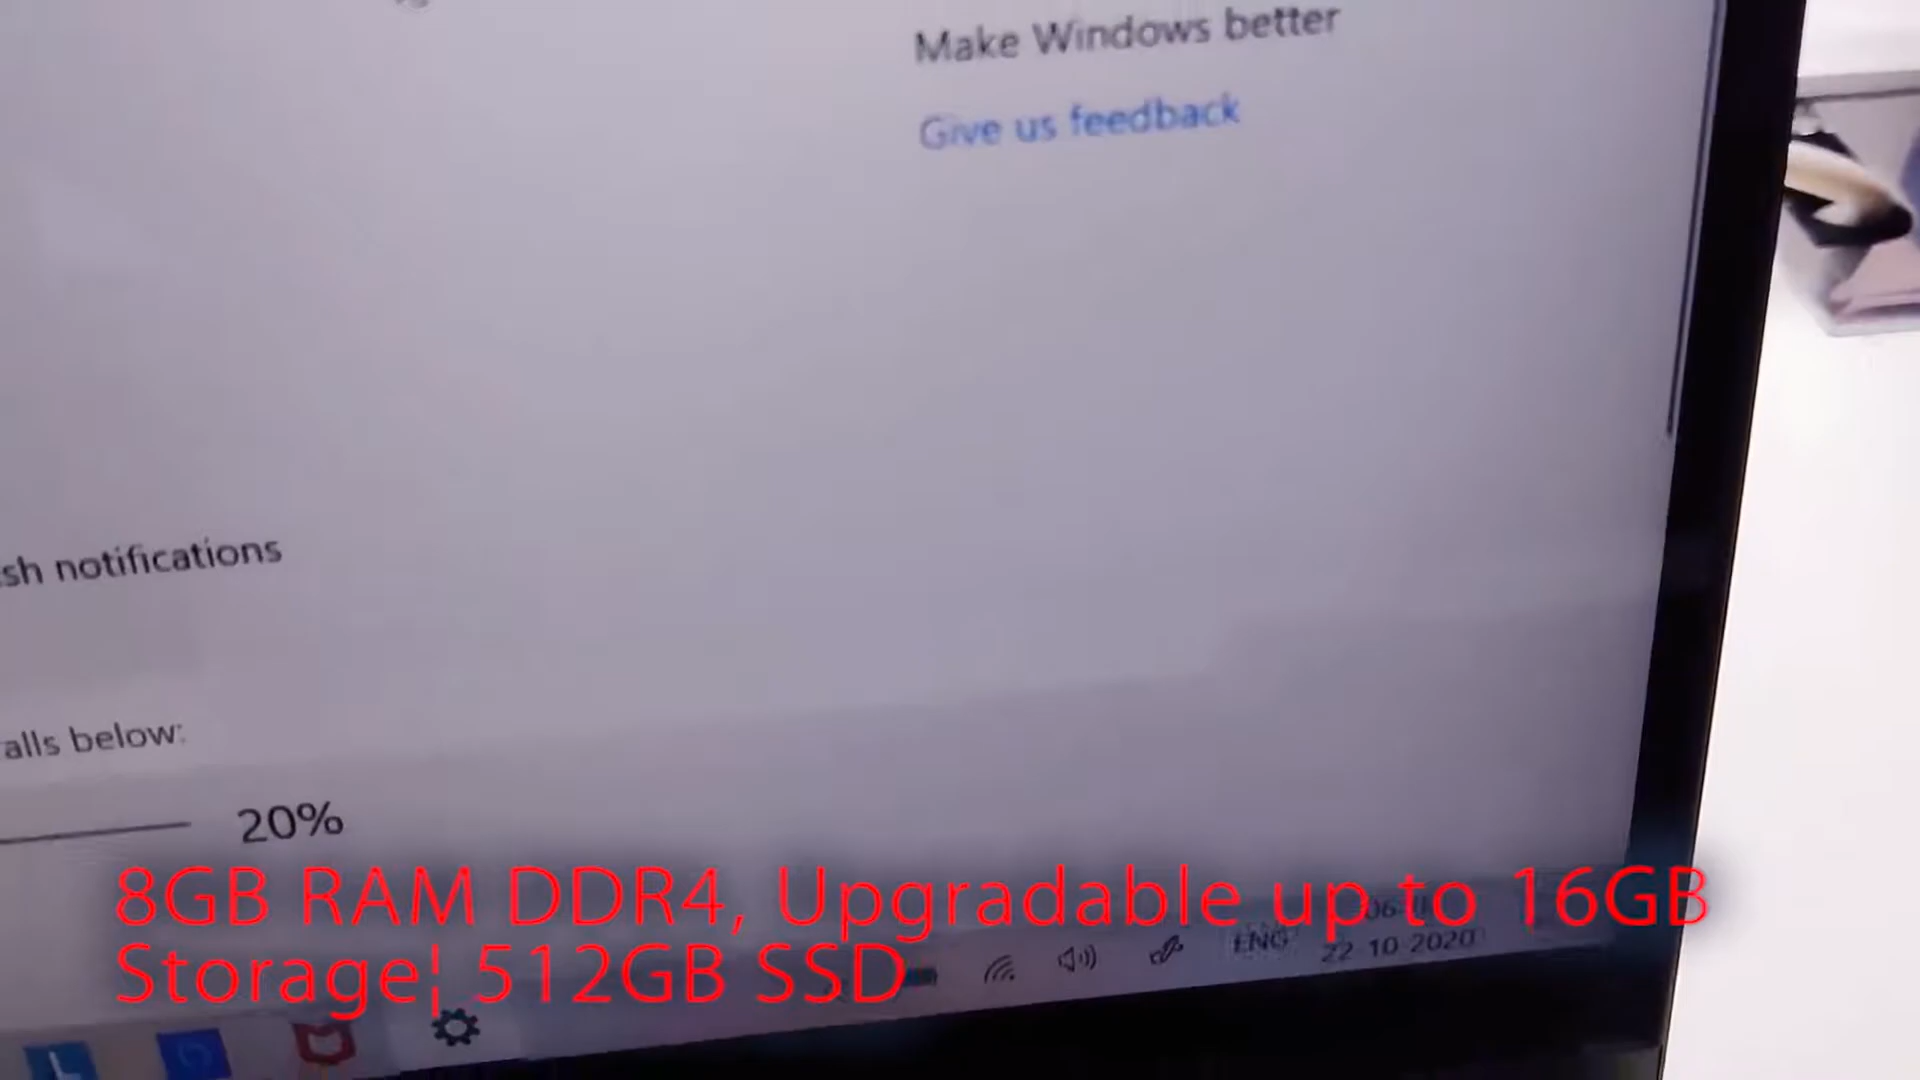 Make Windows better
Give us feedback
sh notifications
alls below:
20%
8GB RAM DDR4, Upgradable up to 16GB
Storage¦ 512GB SSD
ENG
22-10-2020
L